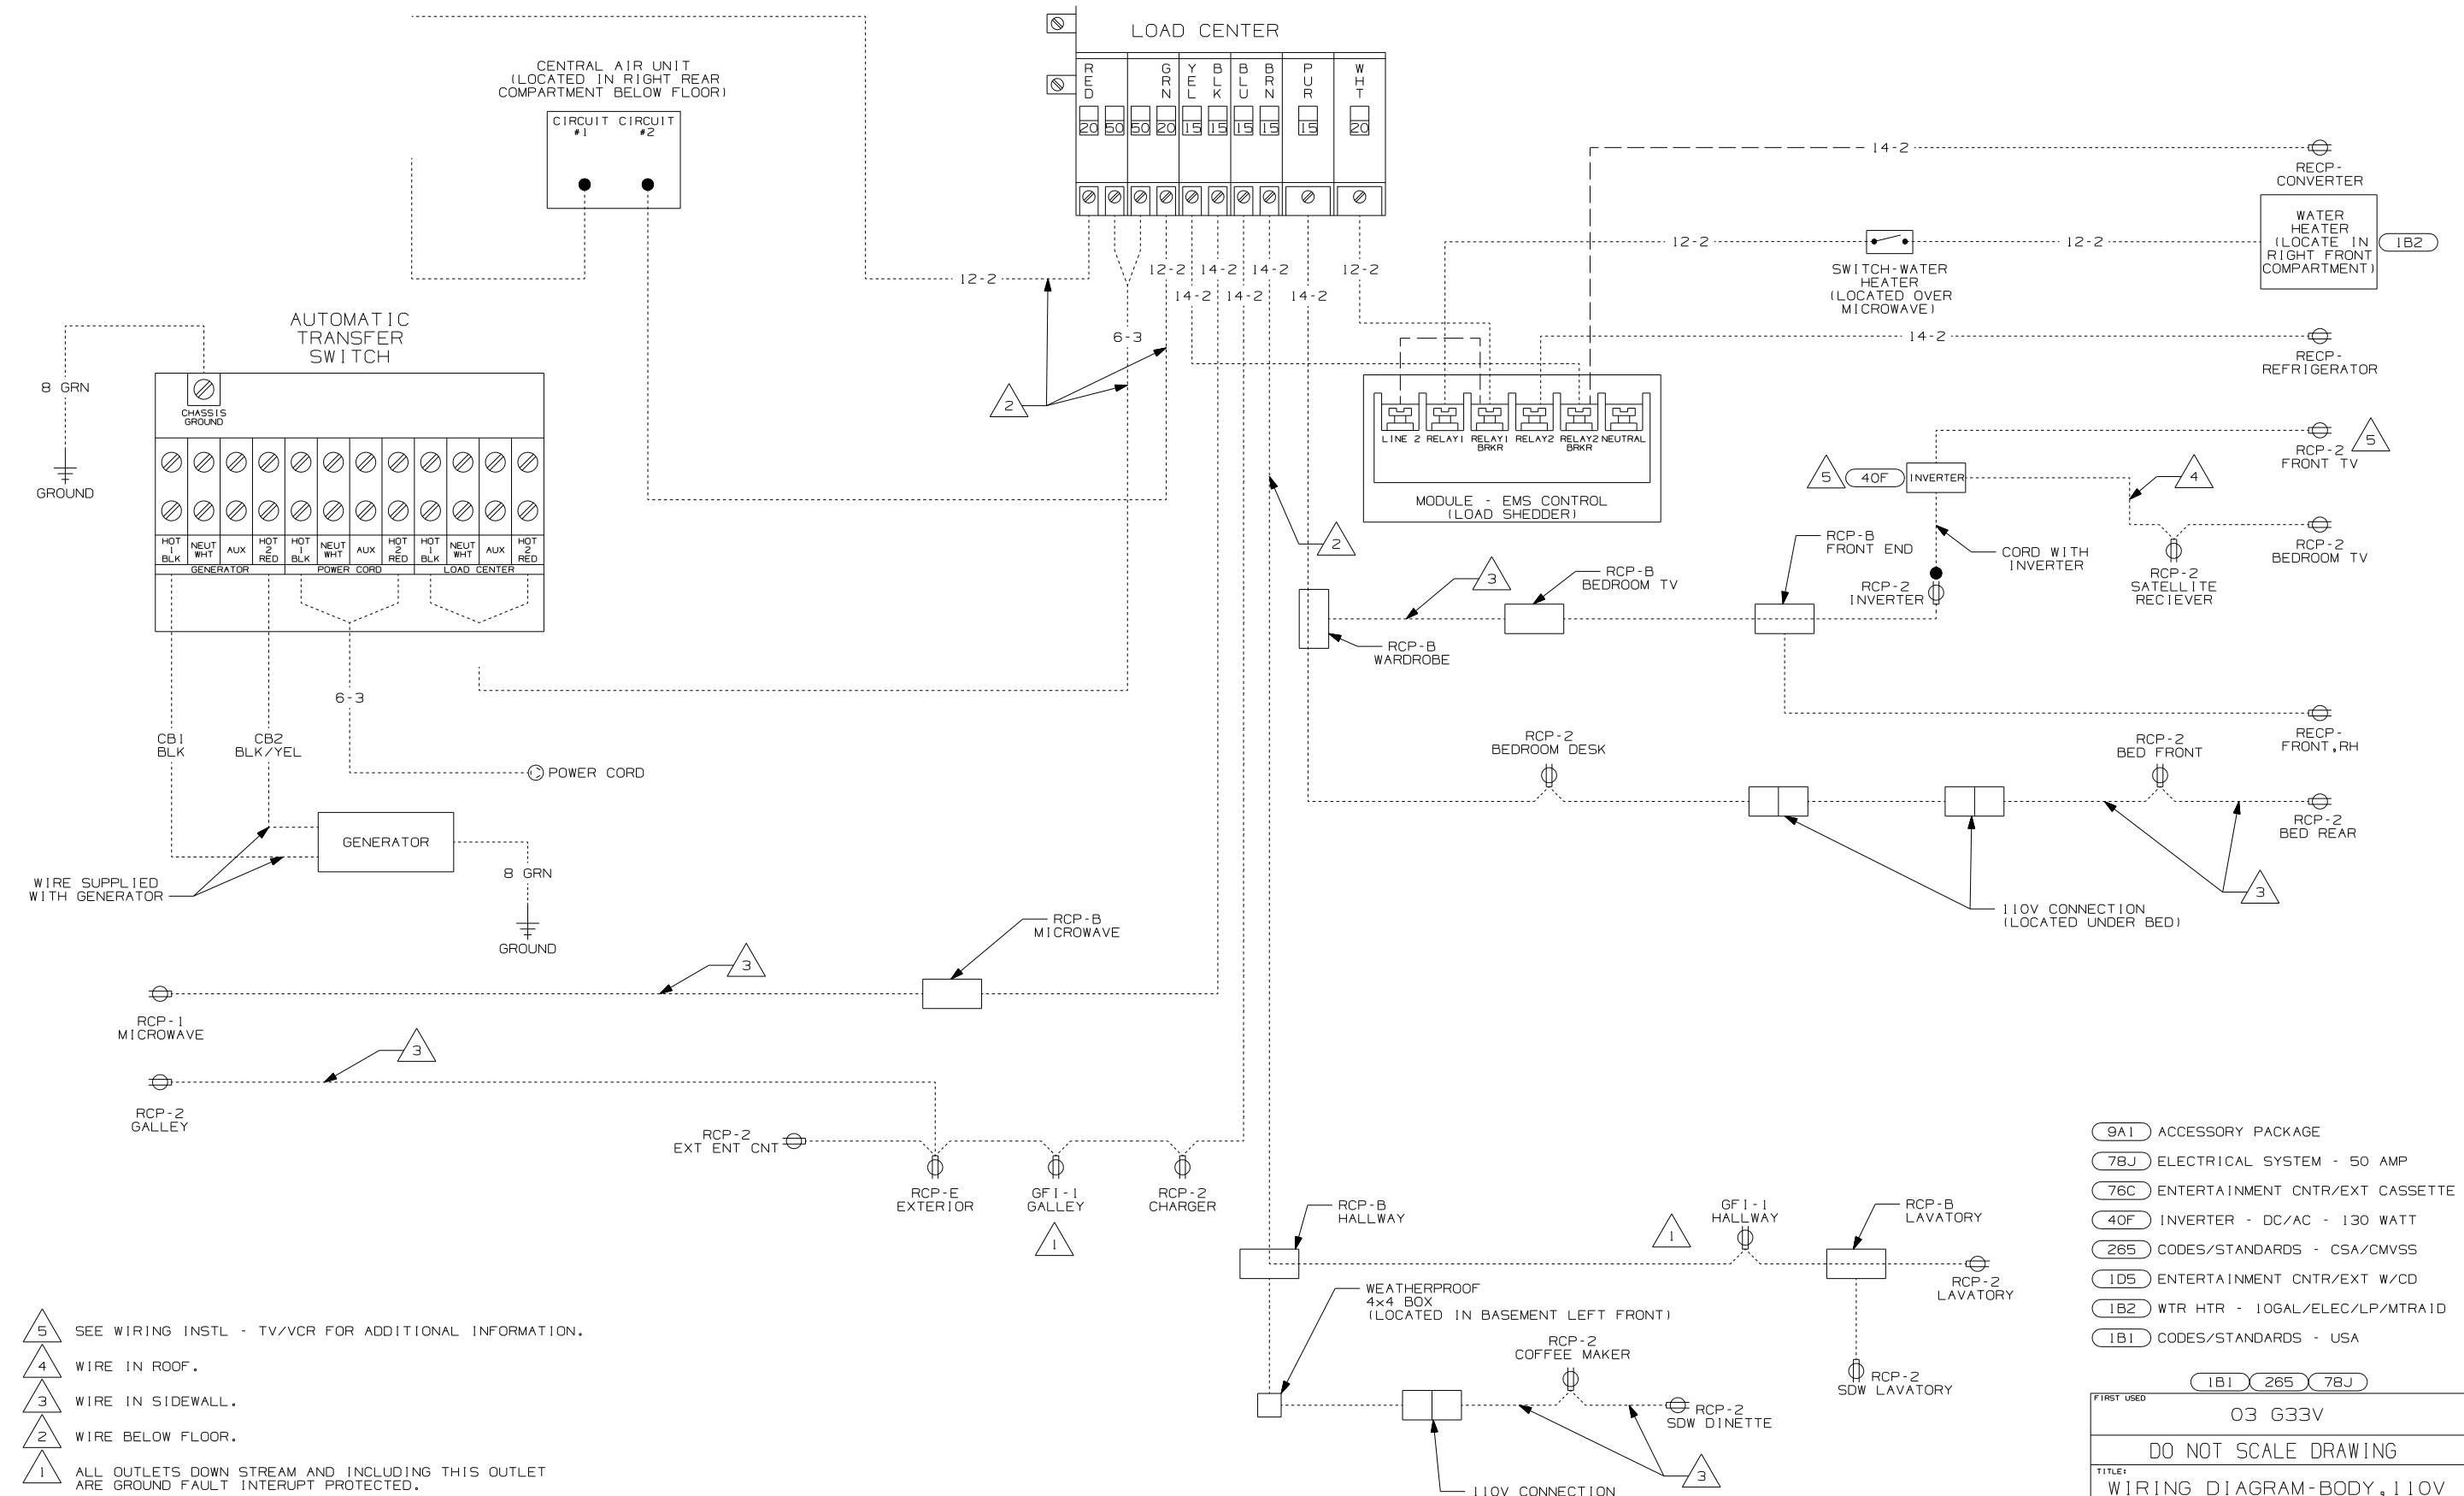 LOAD CENTER
CENTRAL AIR UNIT
(LOCATED IN RIGHT REAR
COMPARTMENT BELOW FLOOR)
CIRCUIT #1
CIRCUIT #2
RED
GRN
YEL
BLK
BLU
BRN
PUR
WHT
20 50 50 20 15 15 15 15 15 20
14-2
RECP-
CONVERTER
WATER
HEATER
(LOCATE IN
RIGHT FRONT
COMPARTMENT)
1B2
12-2
12-2
SWITCH-WATER
HEATER
(LOCATED OVER
MICROWAVE)
12-2
12-2 14-2 14-2 12-2
14-2 14-2 14-2
6-3
14-2
RECP-
REFRIGERATOR
2
AUTOMATIC
TRANSFER
SWITCH
8 GRN
GROUND
CHASSIS
GROUND
HOT 1 BLK
NEUT WHT
AUX
HOT 2 RED
HOT 1 BLK
NEUT WHT
AUX
HOT 2 RED
HOT 1 BLK
NEUT WHT
AUX
HOT 2 RED
GENERATOR POWER CORD LOAD CENTER
LINE 2
RELAY1
RELAY1 BRKR
RELAY2
RELAY2 BRKR
NEUTRAL
MODULE - EMS CONTROL
(LOAD SHEDDER)
RCP-2
FRONT TV
5
5
40F
INVERTER
4
2
RCP-B
FRONT END
CORD WITH
INVERTER
RCP-2
BEDROOM TV
RCP-2
SATELLITE
RECIEVER
RCP-2
INVERTER
3
RCP-B
BEDROOM TV
RCP-B
WARDROBE
6-3
CB1
BLK
CB2
BLK/YEL
POWER CORD
RECP-
FRONT,RH
RCP-2
BEDROOM DESK
RCP-2
BED FRONT
RCP-2
BED REAR
3
110V CONNECTION
(LOCATED UNDER BED)
GENERATOR
WIRE SUPPLIED
WITH GENERATOR
8 GRN
GROUND
RCP-B
MICROWAVE
3
RCP-1
MICROWAVE
3
RCP-2
GALLEY
RCP-2
EXT ENT CNT
RCP-E
EXTERIOR
GFI-1
GALLEY
RCP-2
CHARGER
1
RCP-B
HALLWAY
1
GFI-1
HALLWAY
RCP-B
LAVATORY
RCP-2
LAVATORY
WEATHERPROOF
4x4 BOX
(LOCATED IN BASEMENT LEFT FRONT)
RCP-2
COFFEE MAKER
RCP-2
SDW LAVATORY
RCP-2
SDW DINETTE
3
110V CONNECTION
9A1 ACCESSORY PACKAGE
78J ELECTRICAL SYSTEM - 50 AMP
76C ENTERTAINMENT CNTR/EXT CASSETTE
40F INVERTER - DC/AC - 130 WATT
265 CODES/STANDARDS - CSA/CMVSS
1D5 ENTERTAINMENT CNTR/EXT W/CD
1B2 WTR HTR - 10GAL/ELEC/LP/MTRAID
1B1 CODES/STANDARDS - USA
1B1 265 78J
FIRST USED
03 G33V
DO NOT SCALE DRAWING
TITLE:
WIRING DIAGRAM-BODY,110V
5 SEE WIRING INSTL - TV/VCR FOR ADDITIONAL INFORMATION.
4 WIRE IN ROOF.
3 WIRE IN SIDEWALL.
2 WIRE BELOW FLOOR.
1 ALL OUTLETS DOWN STREAM AND INCLUDING THIS OUTLET
ARE GROUND FAULT INTERUPT PROTECTED.